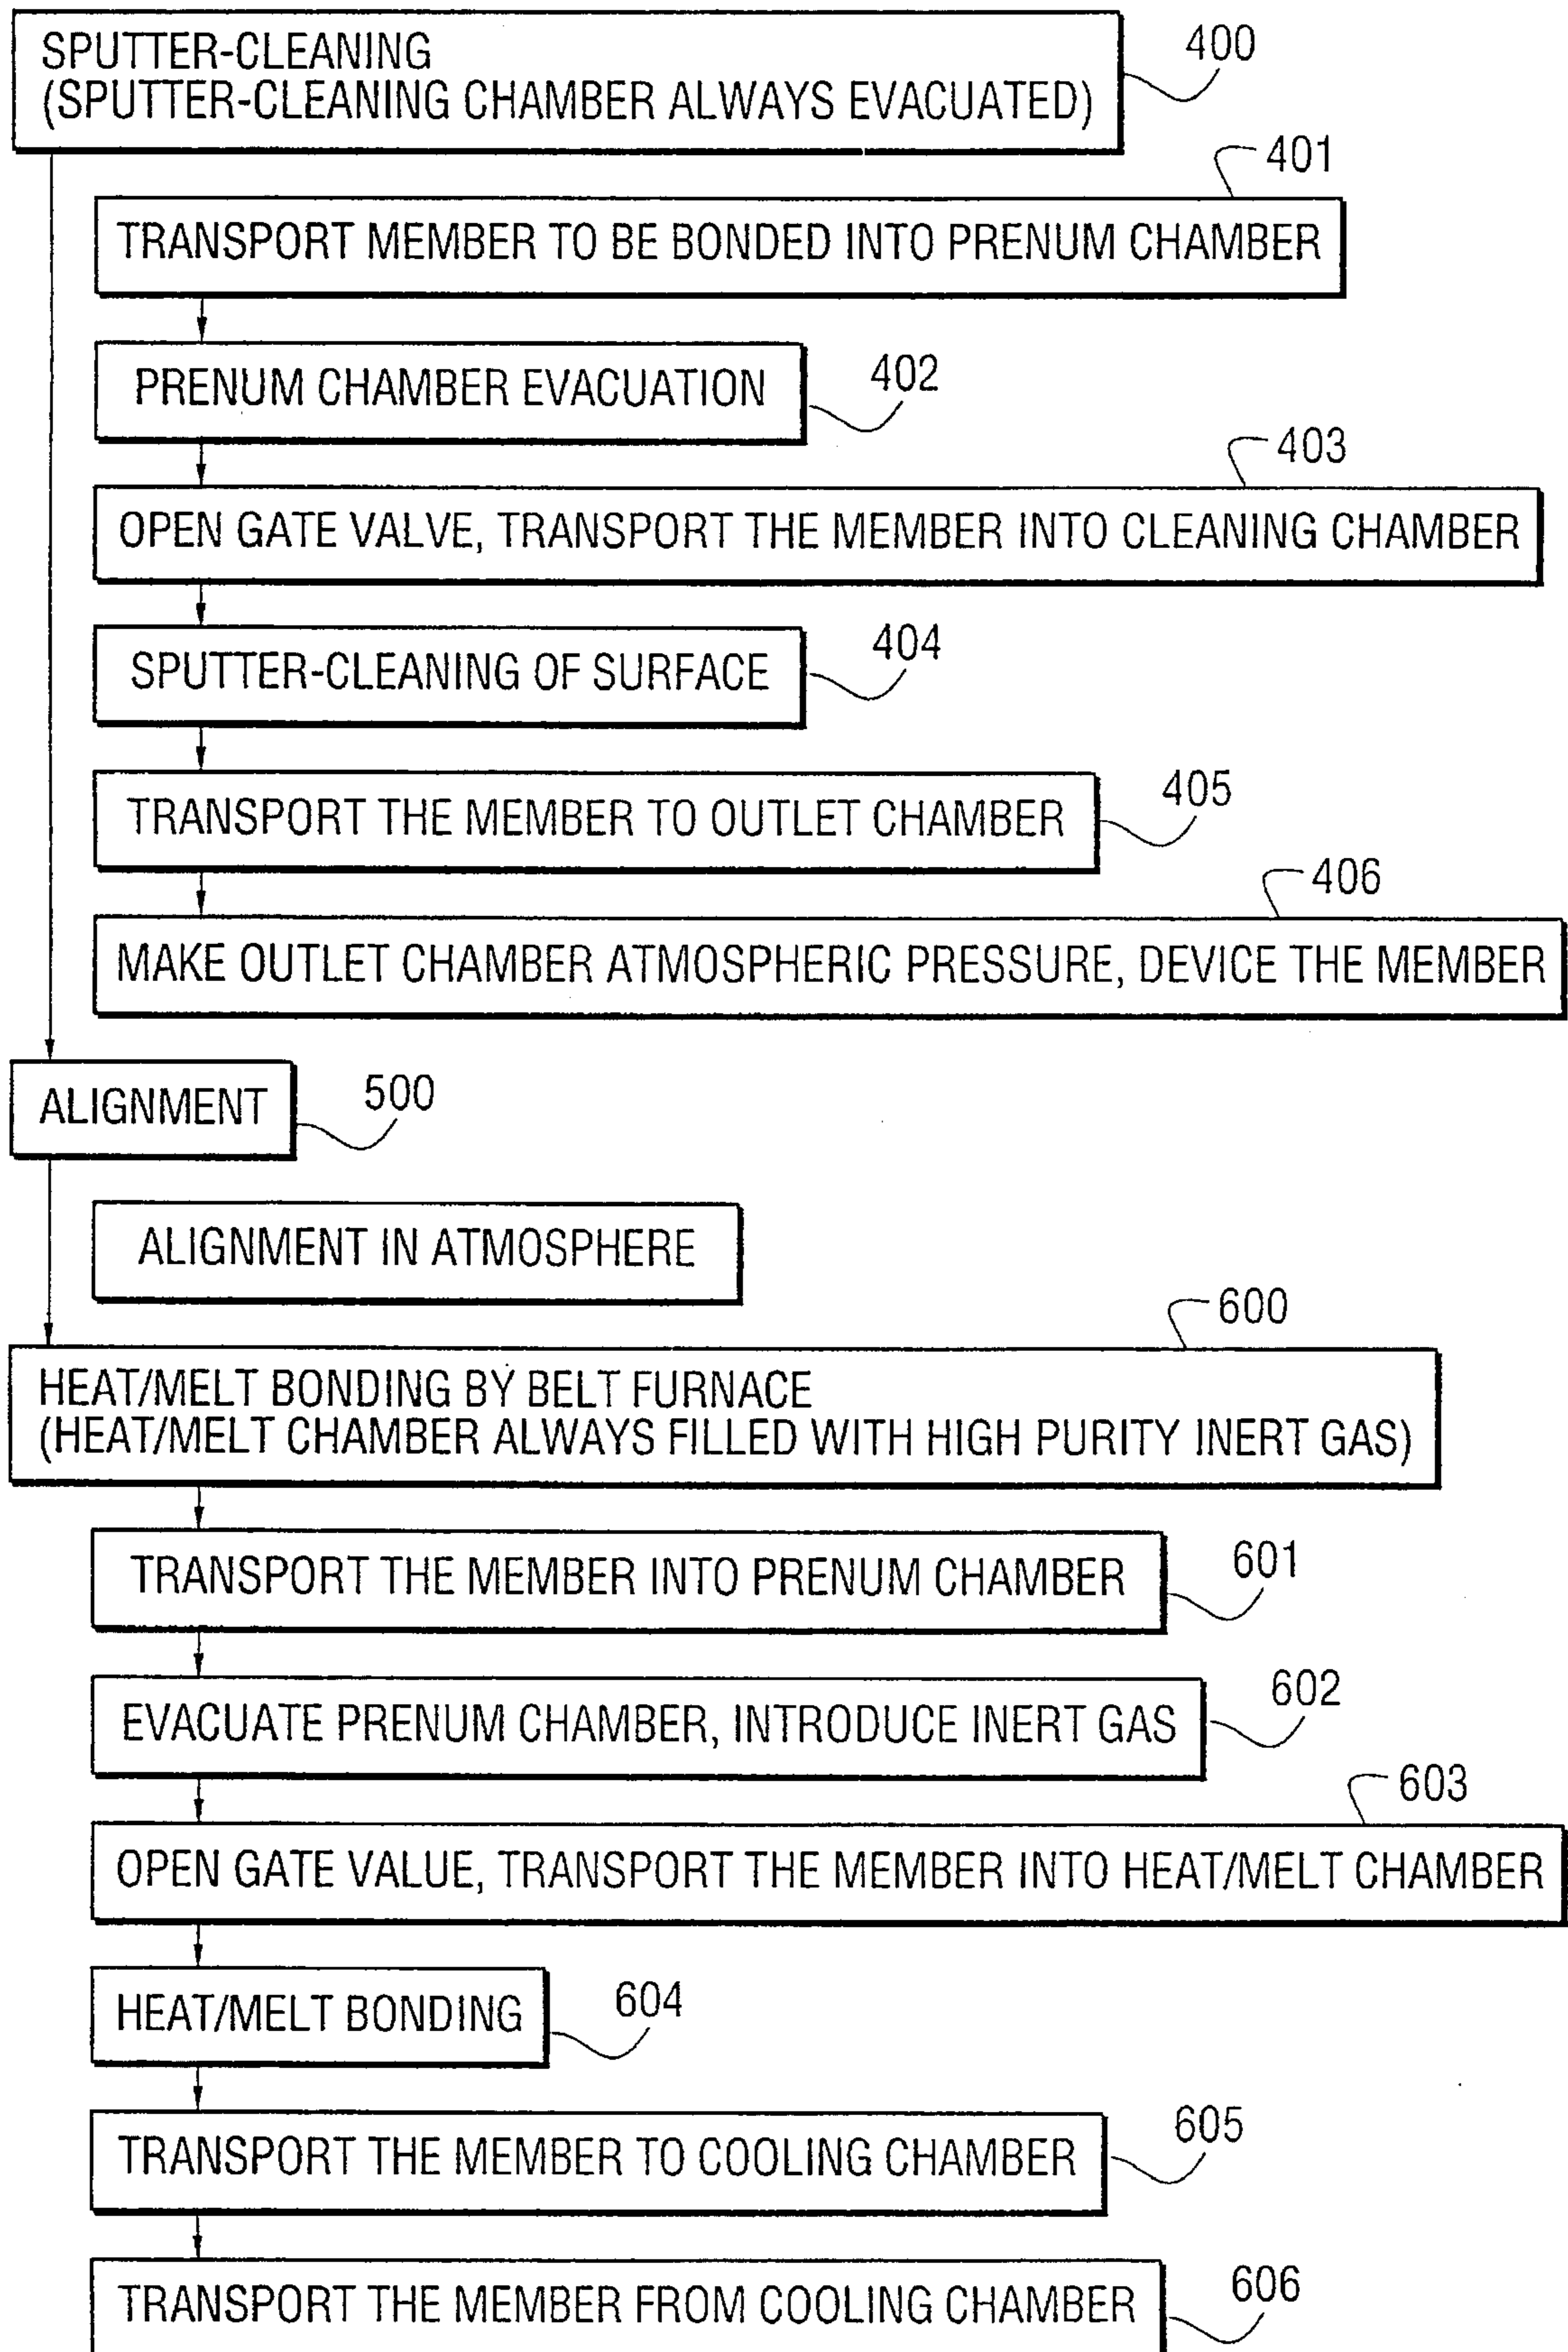 SPUTTER-CLEANING
(SPUTTER-CLEANING CHAMBER ALWAYS EVACUATED)
400
401
TRANSPORT MEMBER TO BE BONDED INTO PRENUM CHAMBER
PRENUM CHAMBER EVACUATION
402
403
OPEN GATE VALVE, TRANSPORT THE MEMBER INTO CLEANING CHAMBER
SPUTTER-CLEANING OF SURFACE
404
TRANSPORT THE MEMBER TO OUTLET CHAMBER
405
406
MAKE OUTLET CHAMBER ATMOSPHERIC PRESSURE, DEVICE THE MEMBER
ALIGNMENT
500
ALIGNMENT IN ATMOSPHERE
600
HEAT/MELT BONDING BY BELT FURNACE
(HEAT/MELT CHAMBER ALWAYS FILLED WITH HIGH PURITY INERT GAS)
TRANSPORT THE MEMBER INTO PRENUM CHAMBER
601
EVACUATE PRENUM CHAMBER, INTRODUCE INERT GAS
602
603
OPEN GATE VALUE, TRANSPORT THE MEMBER INTO HEAT/MELT CHAMBER
HEAT/MELT BONDING
604
TRANSPORT THE MEMBER TO COOLING CHAMBER
605
TRANSPORT THE MEMBER FROM COOLING CHAMBER
606